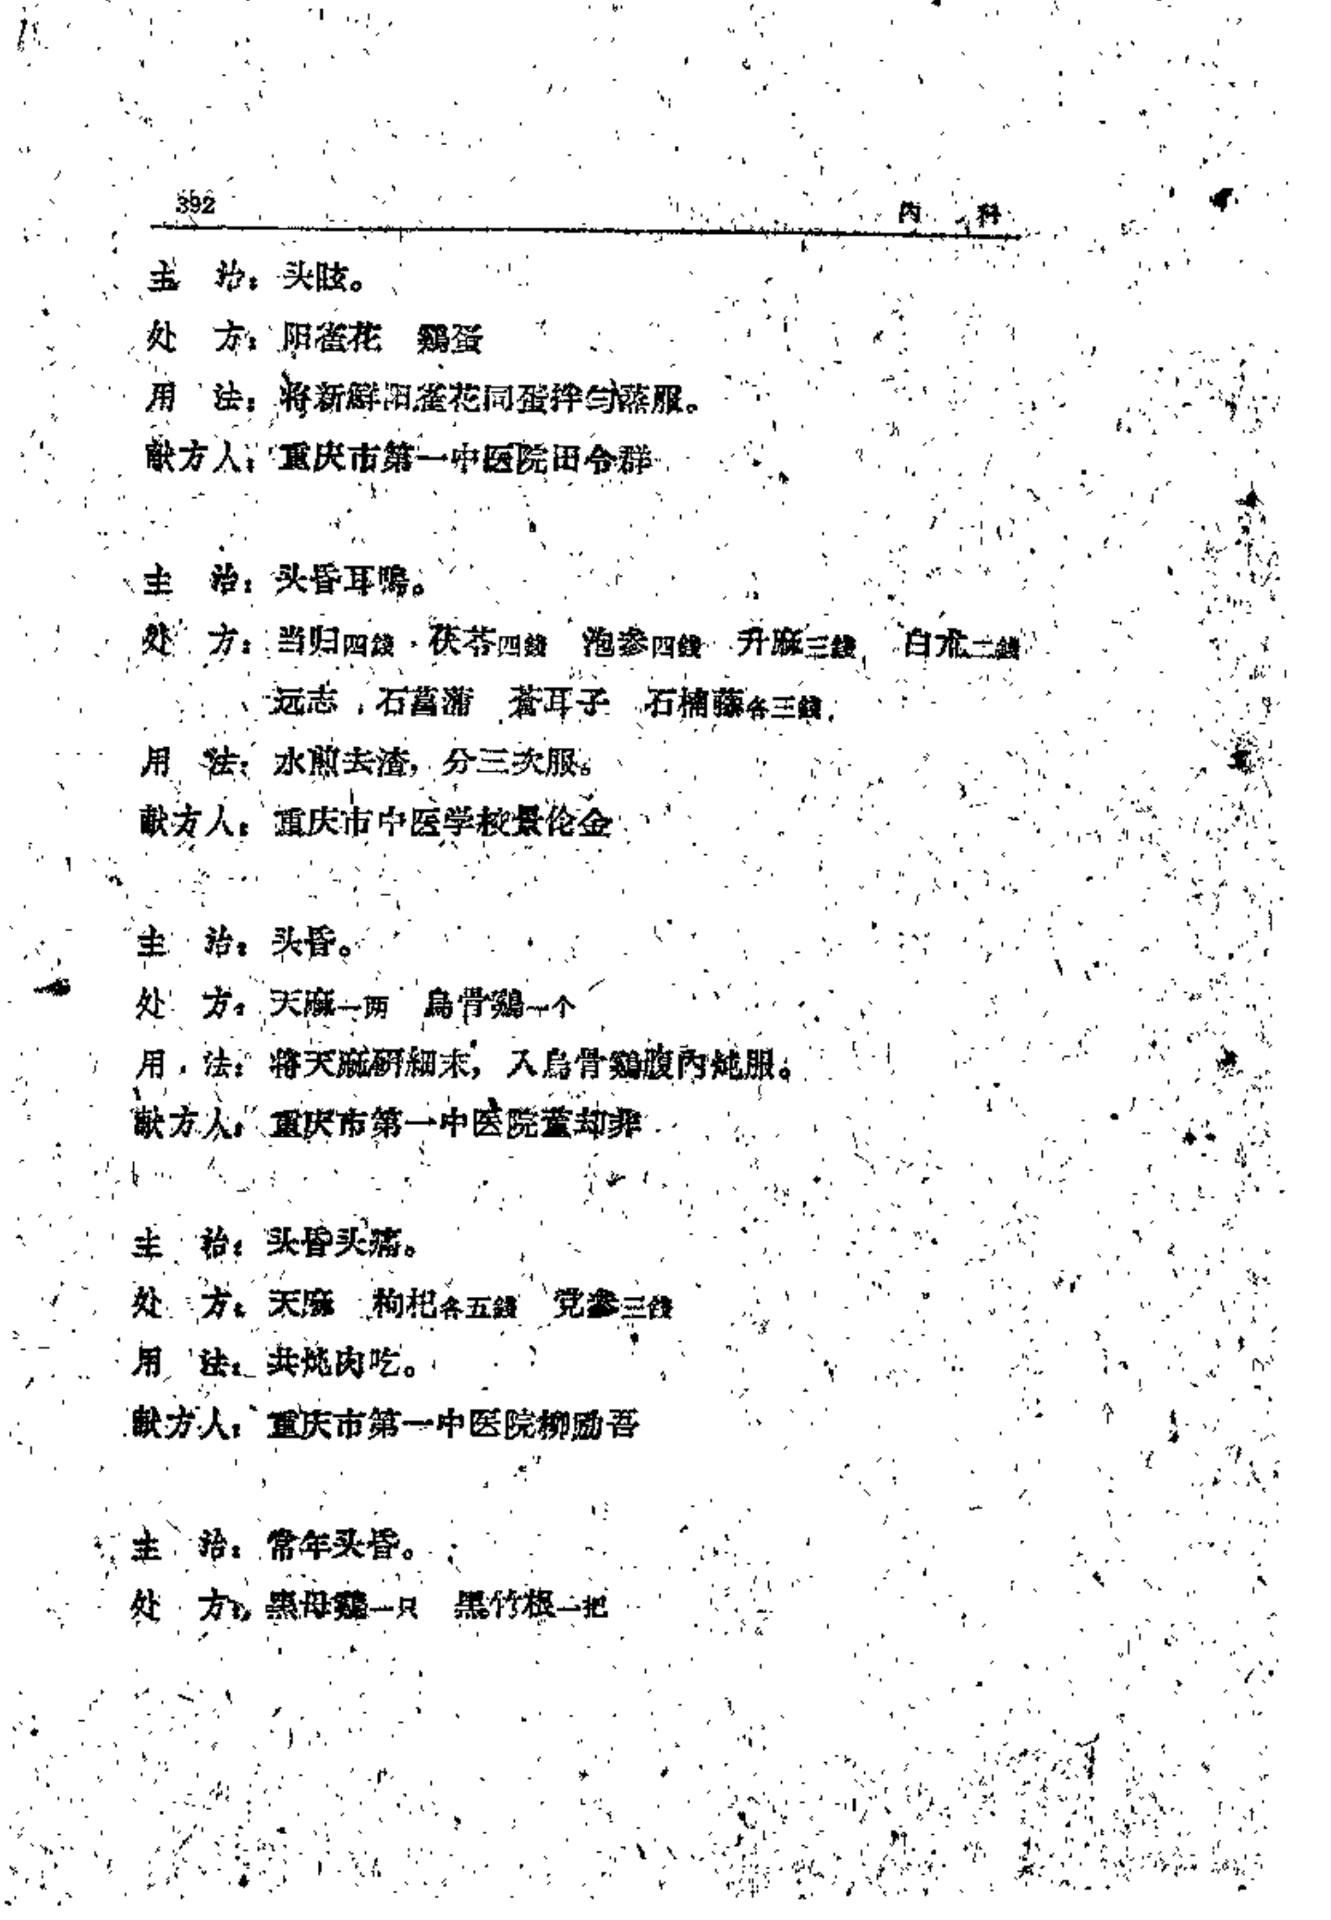 392 内 科
主 治：头眩。
处 方：阳雀花 鷄蛋
用 法：将新鮮阳雀花同蛋拌匀蒸服。
献方人：重庆市第一中医院田令群
主 治：头昏耳鳴。
处 方：当归四錢 茯苓四錢 泡参四錢 升麻三錢 白朮二錢
远志 石菖蒲 蒼耳子 石楠藤各三錢
用 法：水煎去渣，分三次服。
献方人：重庆市中医学校景伦金
主 治：头昏。
处 方：天麻一两 烏骨鷄一个
用 法：将天麻研細末，入烏骨鷄腹內炖服。
献方人：重庆市第一中医院董却非
主 治：头昏头痛。
处 方：天麻 枸杞各五錢 党参三錢
用 法：共炖肉吃。
献方人：重庆市第一中医院柳励吾
主 治：常年头昏。
处 方：黑母鷄一只 黑竹根一把